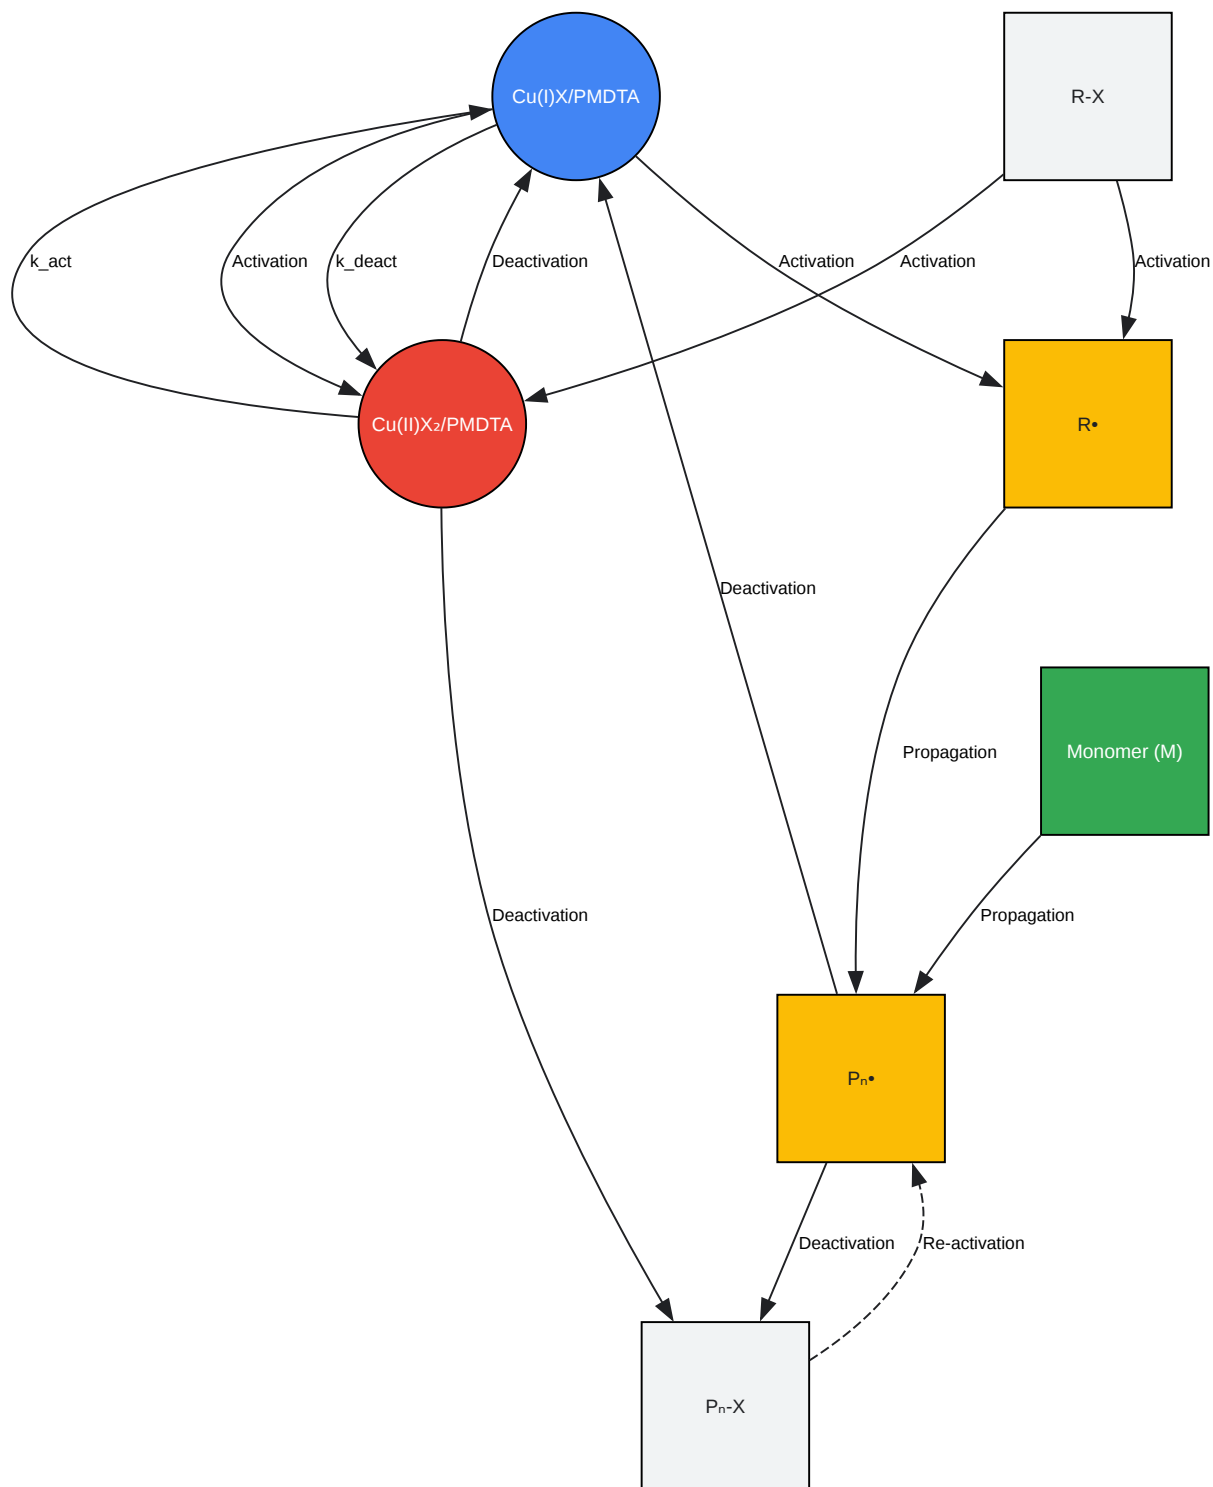 Cu(I)X/PMDTA
R-X
k_act
Activation
k_deact
Deactivation
Activation
Activation
Activation
Cu(II)X₂/PMDTA
R•
Deactivation
Propagation
Monomer (M)
Deactivation
Propagation
Pₙ•
Deactivation
Re-activation
Pₙ-X